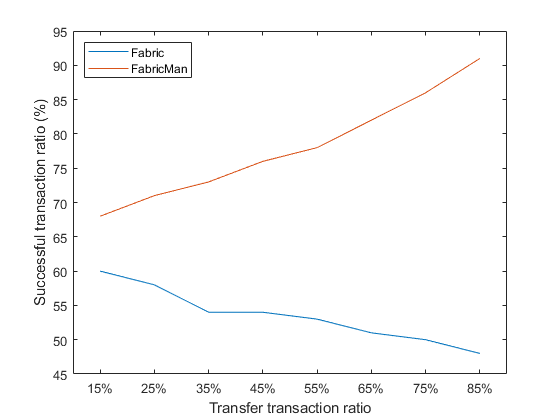 Fabric
FabricMan
Successful transaction ratio (%)
95
90
85
80
75
70
65
60
55
50
45
15% 25% 35% 45% 55% 65% 75% 85%
Transfer transaction ratio